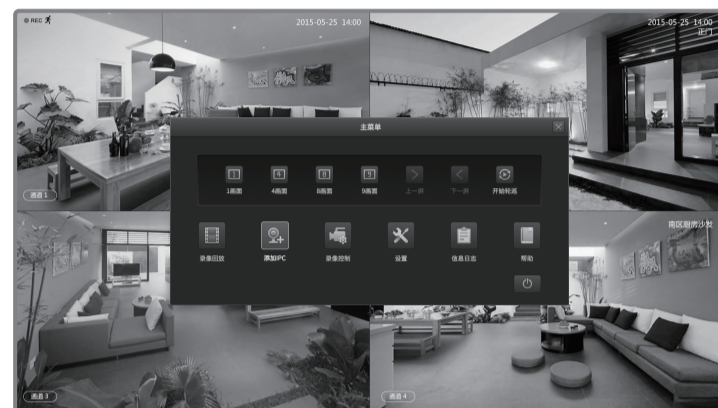 REC
2015-05-25 14:00
2015-05-25 14:00
正门
主菜单
1画面
4画面
8画面
9画面
上一屏
下一屏
开始轮巡
通道 1
录像回放
添加IPC
录像控制
设置
信息日志
帮助
南区厨房沙发
通道 3
通道 4